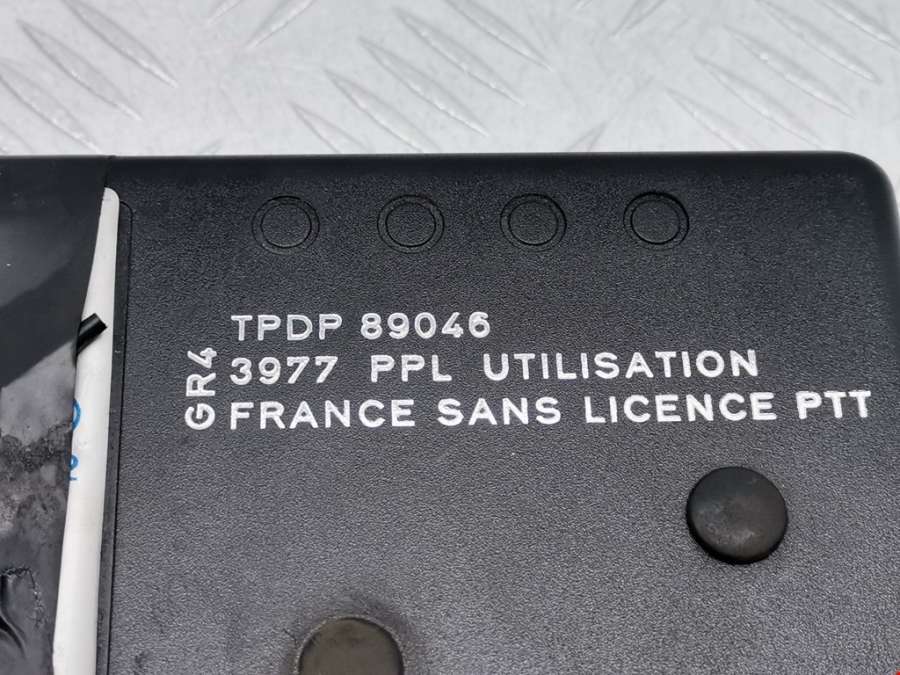 TPDP 89046
3977 PPL UTILISATION
FRANCE SANS LICENCE PTT
GR4